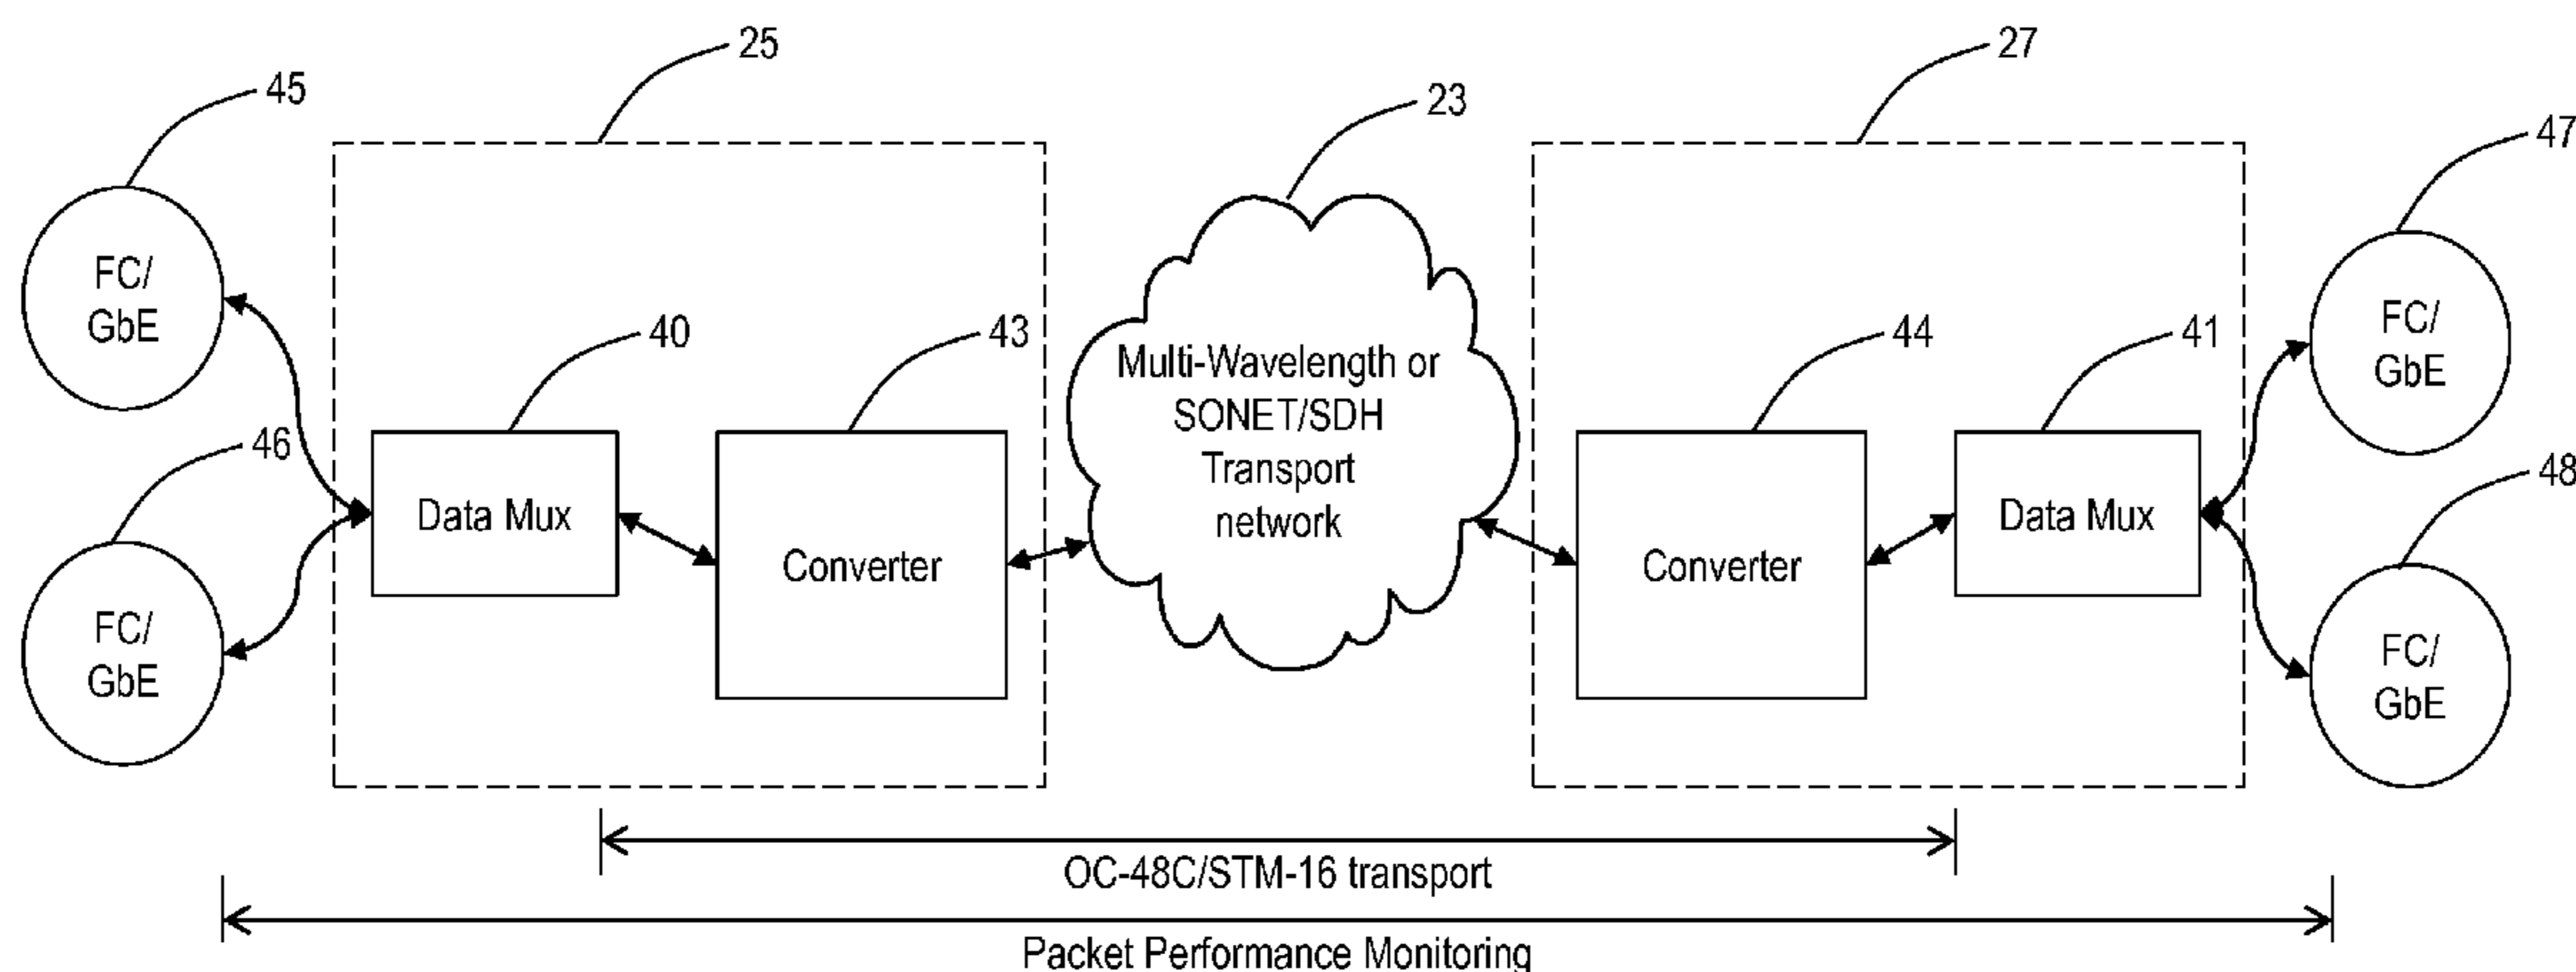 25
27
45
23
47
FC/
GbE
40
43
44
41
FC/
GbE
Multi-Wavelength or
SONET/SDH
Transport
network
46
48
Data Mux
Converter
Converter
Data Mux
FC/
GbE
FC/
GbE
OC-48C/STM-16 transport
Packet Performance Monitoring